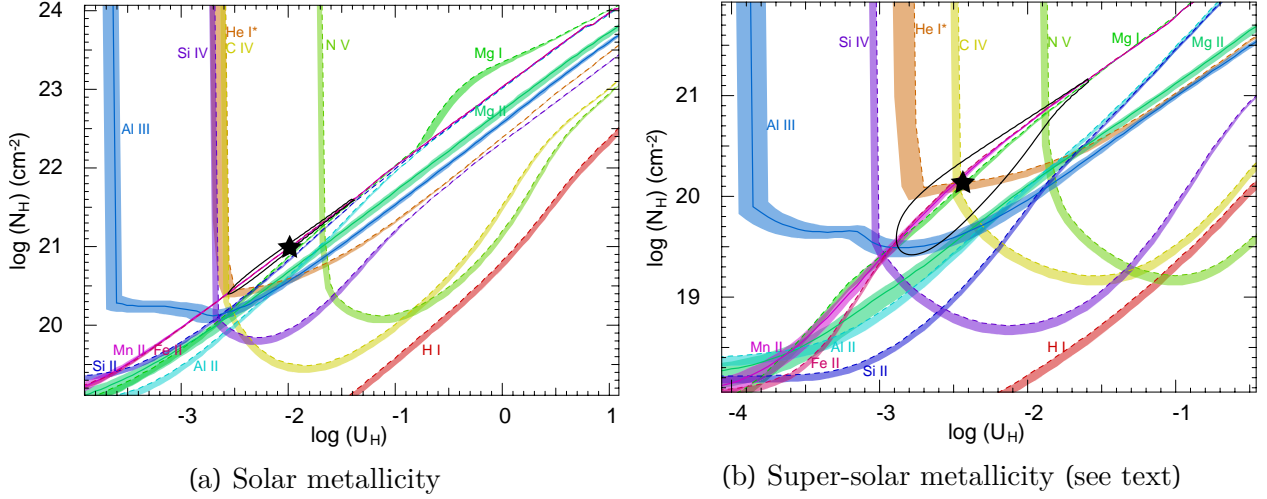 24
23
22
21
20
log (N_H) (cm-2)
Si IV
He I*
C IV
N V
Mg I
Al III
Mg II
Mn II
Fe II
Si II
Al II
H I
-3
-2
-1
0
1
log (U_H)
(a) Solar metallicity
21
20
19
log (N_H) (cm-2)
Si IV
He I*
C IV
N V
Mg I
Mg II
Al III
Mn II
Fe II
Al II
Si II
H I
-4
-3
-2
-1
log (U_H)
(b) Super-solar metallicity (see text)